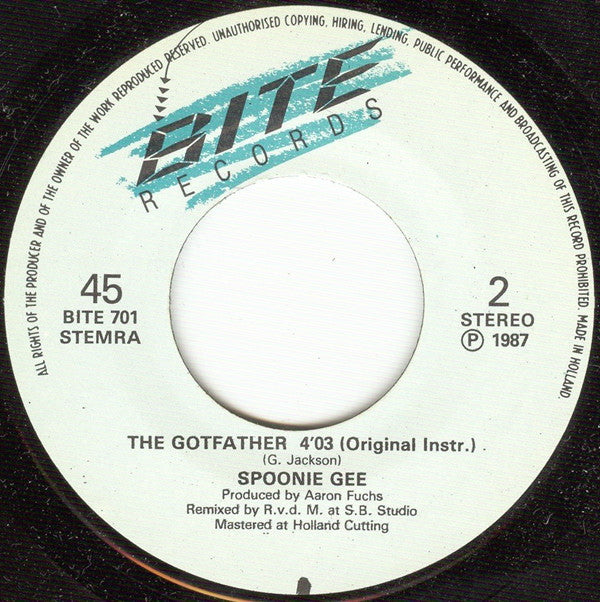 ALL RIGHTS OF THE PRODUCER AND OF THE OWNER OF THE WORK REPRODUCED RESERVED. UNAUTHORISED COPYING, HIRING, LENDING, PUBLIC PERFORMANCE AND BROADCASTING OF THIS RECORD PROHIBITED. MADE IN HOLLAND.
BITE
RECORDS
45
BITE 701
STEMRA
2
STEREO
Ⓟ 1987
THE GOTFATHER 4'03 (Original Instr.)
(G. Jackson)
SPOONIE GEE
Produced by Aaron Fuchs
Remixed by R.v.d. M. at S.B. Studio
Mastered at Holland Cutting